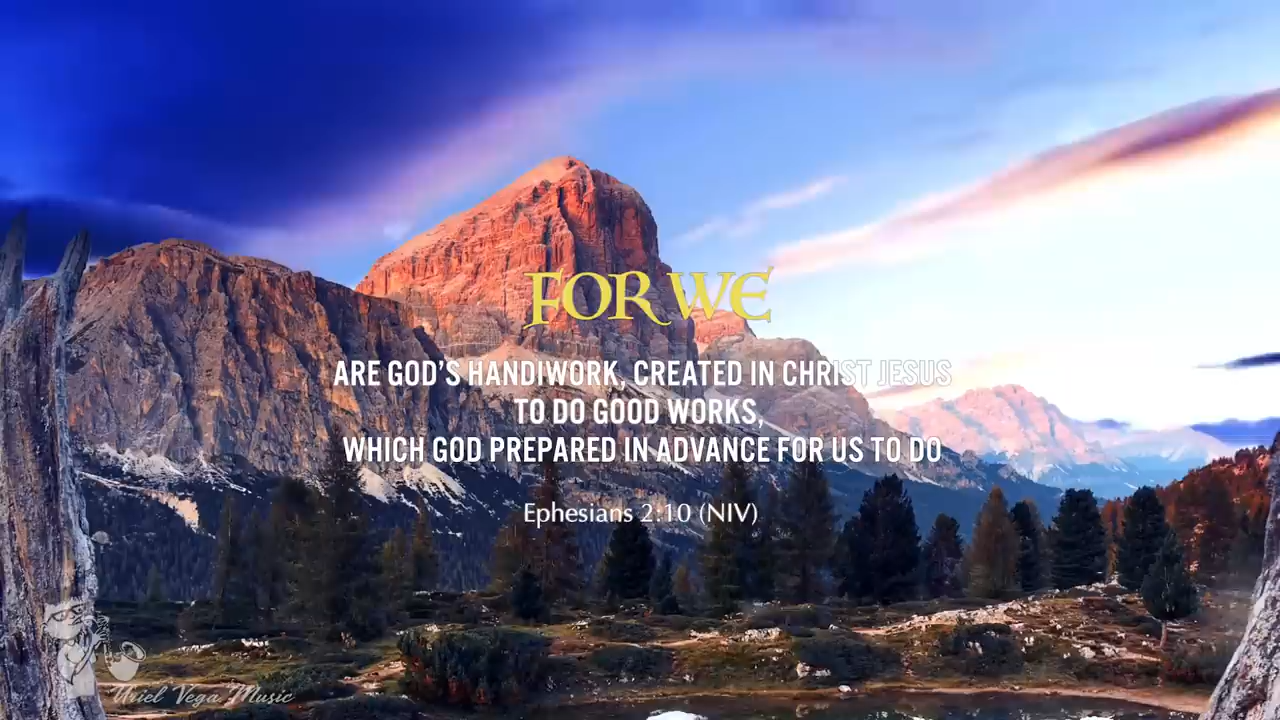 FOR WE
ARE GOD'S HANDIWORK, CREATED IN CHRIST JESUS
TO DO GOOD WORKS,
WHICH GOD PREPARED IN ADVANCE FOR US TO DO
Ephesians 2:10 (NIV)
Uriel Vega Music